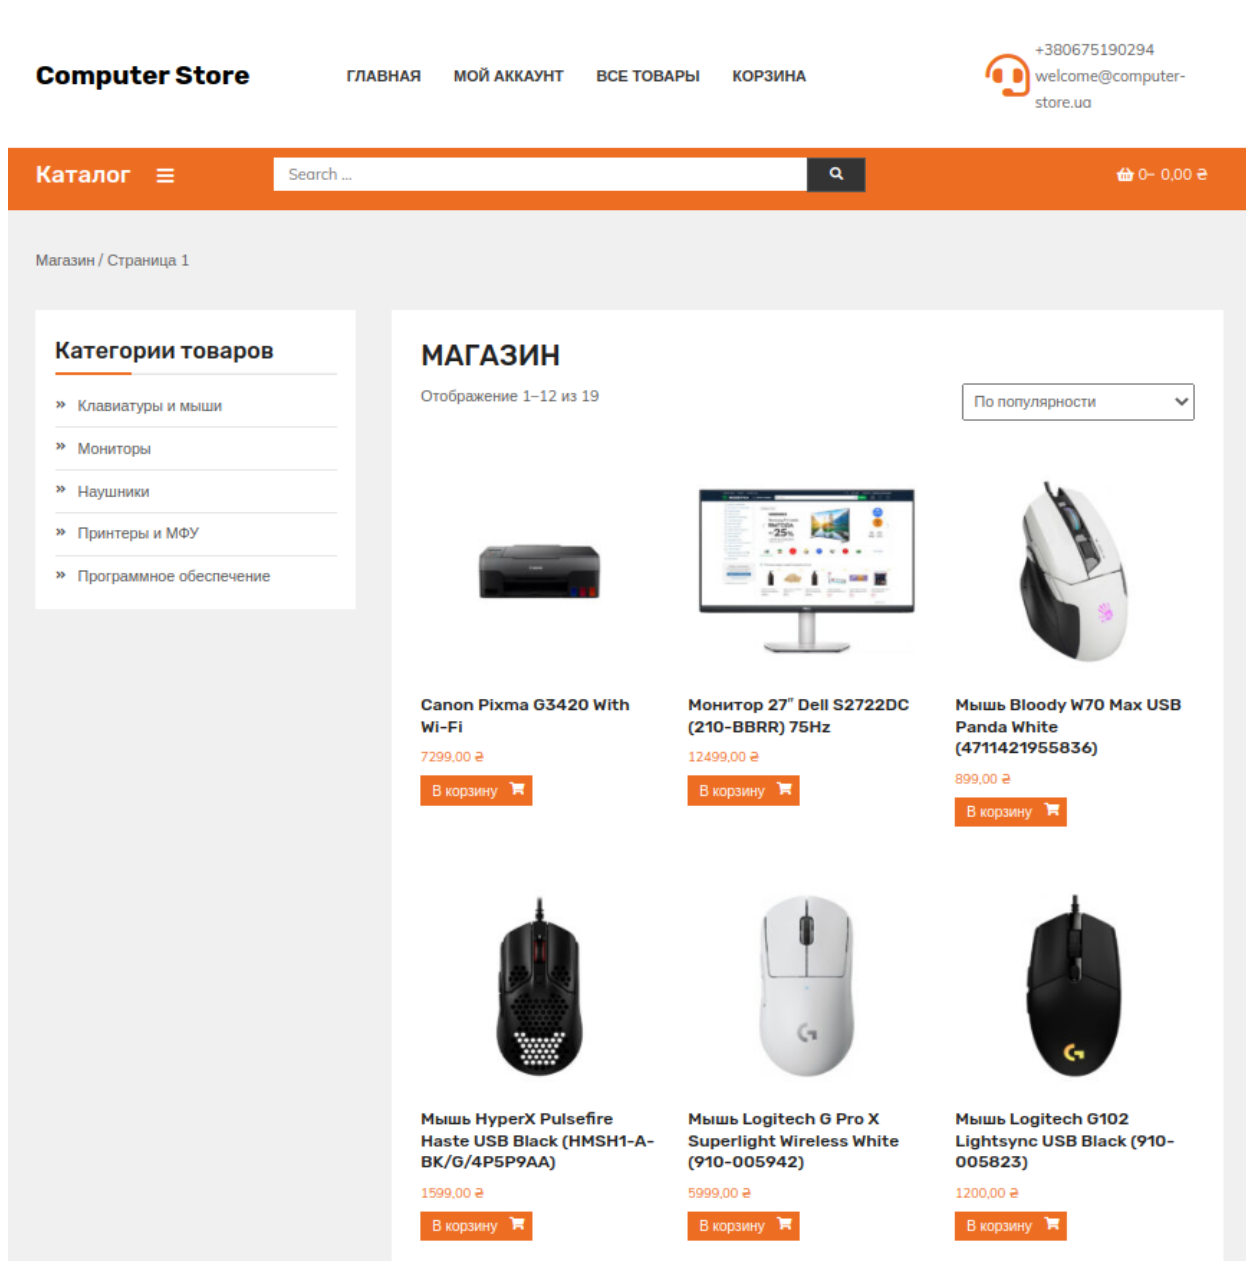 +380675190294
Computer Store
ГЛАВНАЯ МОЙ АККАУНТ ВСЕ ТОВАРЫ КОРЗИНА
welcome@computer-
store.ua
Каталог
Search ...
0– 0,00 ₴
Магазин / Страница 1
Категории товаров
Клавиатуры и мыши
Мониторы
Наушники
Принтеры и МФУ
Программное обеспечение
МАГАЗИН
Отображение 1–12 из 19
По популярности
-25%
Canon Pixma G3420 With
Wi-Fi
7299,00 ₴
В корзину
Монитор 27″ Dell S2722DC
(210-BBRR) 75Hz
12499,00 ₴
В корзину
Мышь Bloody W70 Max USB
Panda White
(4711421955836)
899,00 ₴
В корзину
Мышь HyperX Pulsefire
Haste USB Black (HMSH1-A-
BK/G/4P5P9AA)
1599,00 ₴
В корзину
Мышь Logitech G Pro X
Superlight Wireless White
(910-005942)
5999,00 ₴
В корзину
Мышь Logitech G102
Lightsync USB Black (910-
005823)
1200,00 ₴
В корзину